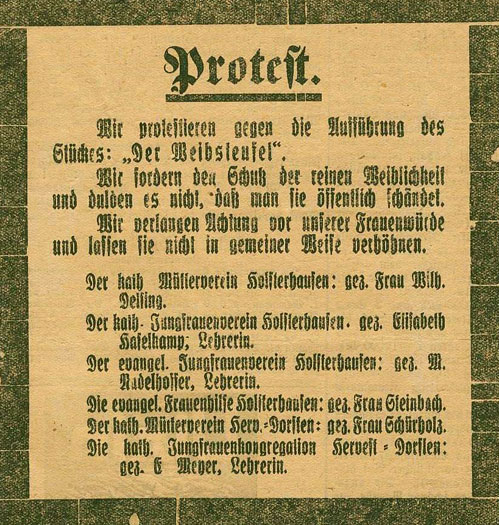 Protest.
Wir protestieren gegen die Aufführung des
Stückes: „Der Weibsteufel“.
Wir fordern den Schutz der reinen Weiblichkeit
und dulden es nicht, daß man sie öffentlich schändet.
Wir verlangen Achtung vor unserer Frauenwürde
und lassen sie nicht in gemeiner Weise verhöhnen.
Der kath. Mütterverein Holsterhausen: gez. Frau Wilh.
Deising.
Der kath. Jungfrauenverein Holsterhausen. gez. Elisabeth
Haselkamp, Lehrerin.
Der evangel. Jungfrauenverein Holsterhausen: gez. M.
Nadelhoffer, Lehrerin.
Die evangel. Frauenhilfe Holsterhausen: gez. Frau Steinbach.
Der kath. Mütterverein Herv.-Dorsten: gez. Frau Schürholz.
Die kath. Jungfrauenkongregation Hervest-Dorsten:
gez. E Meyer, Lehrerin.